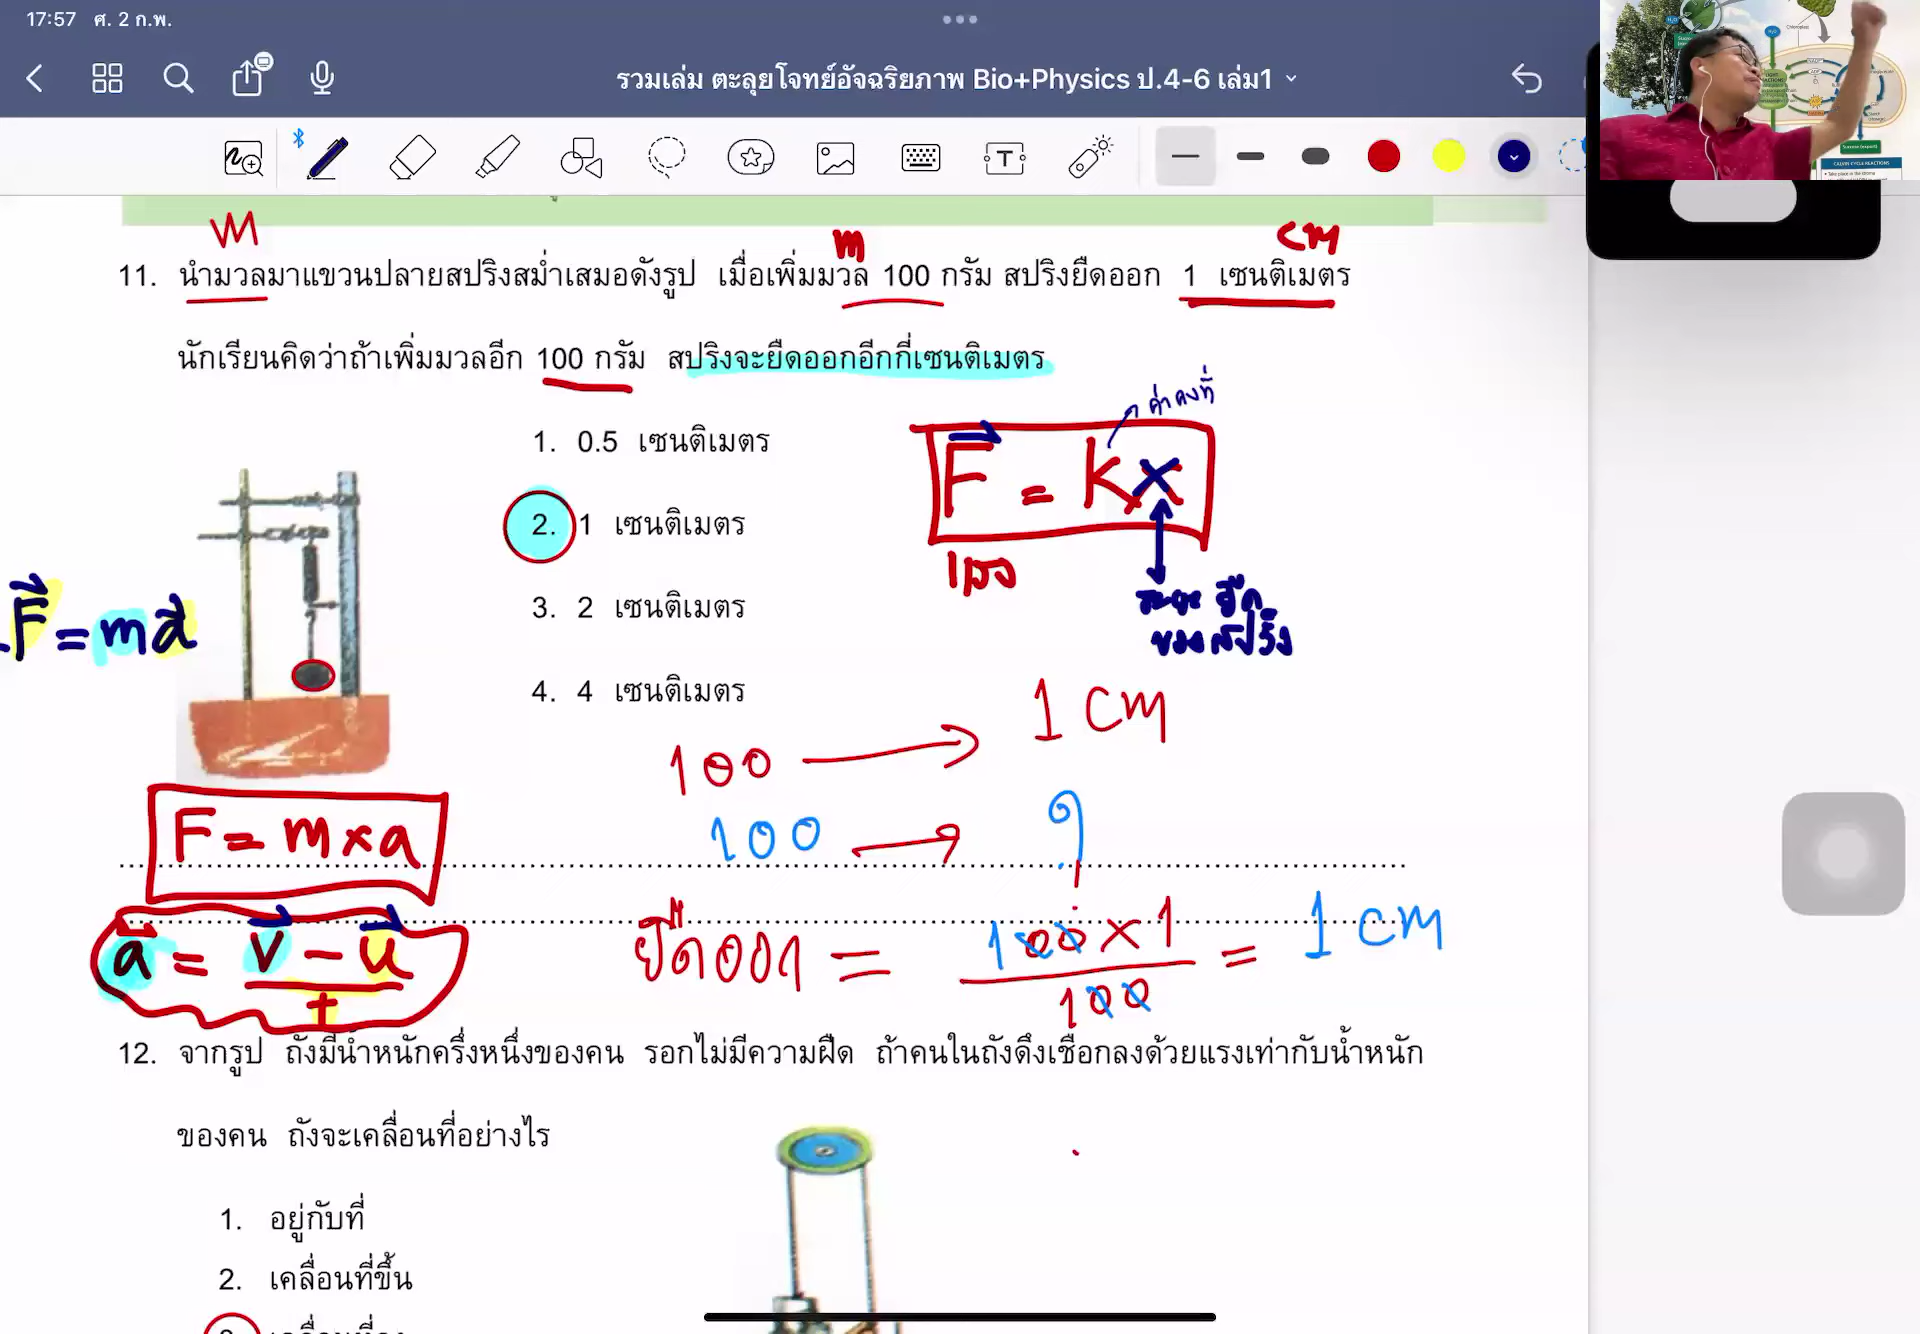 17:57 ศ. 2 ก.พ.
รวมเล่ม ตะลุยโจทย์อัจฉริยภาพ Bio+Physics ป.4-6 เล่ม1
M
m
cm
11. นำมวลมาแขวนปลายสปริงสม่ำเสมอดังรูป เมื่อเพิ่มมวล 100 กรัม สปริงยืดออก 1 เซนติเมตร
นักเรียนคิดว่าถ้าเพิ่มมวลอีก 100 กรัม สปริงจะยืดออกอีกกี่เซนติเมตร
ค่าคงที่
1. 0.5 เซนติเมตร
F = Kx
2. 1 เซนติเมตร
แรง
3. 2 เซนติเมตร
ระยะ ยืด
ของสปริง
F = ma
4. 4 เซนติเมตร
100 → 1 cm
F = m x a
100 → ?
a = v - u
t
ยืดออก = 100 x 1 = 1 cm
100
12. จากรูป ถังมีน้ำหนักครึ่งหนึ่งของคน รอกไม่มีความฝืด ถ้าคนในถังดึงเชือกลงด้วยแรงเท่ากับน้ำหนัก
ของคน ถังจะเคลื่อนที่อย่างไร
1. อยู่กับที่
2. เคลื่อนที่ขึ้น